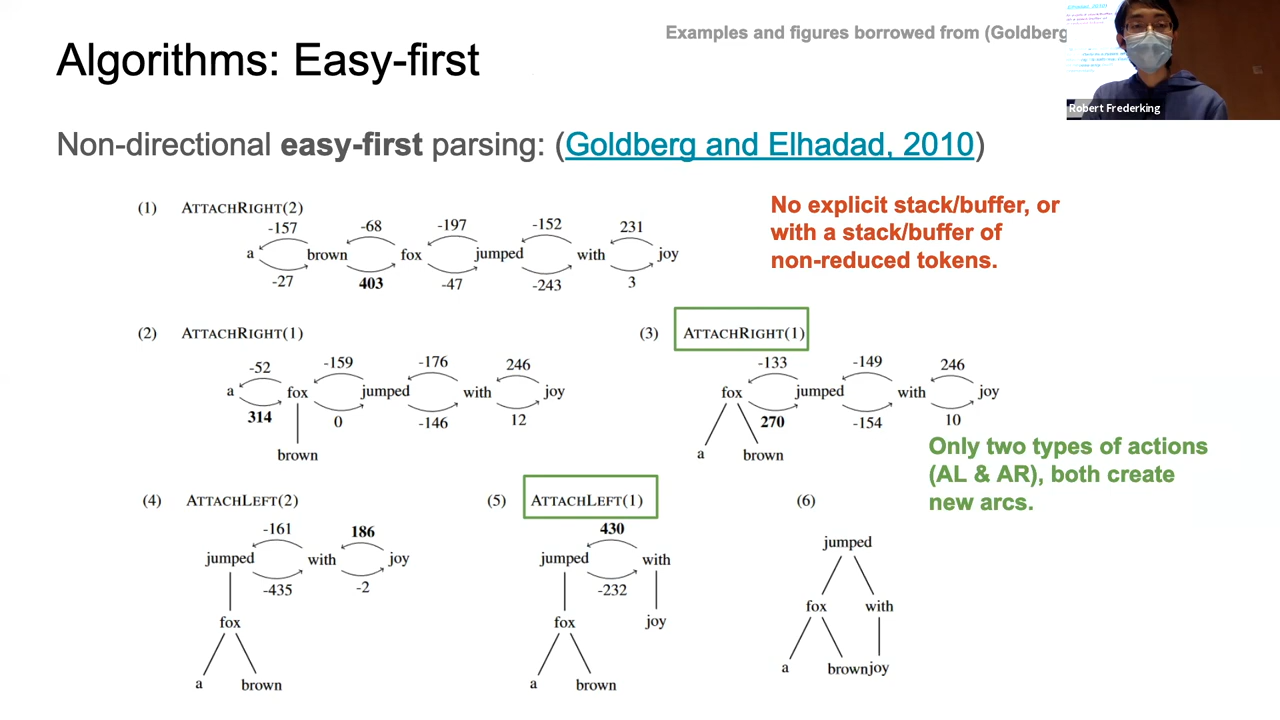 Algorithms: Easy-first
Examples and figures borrowed from (Goldberg
Robert Frederking
Non-directional easy-first parsing: (Goldberg and Elhadad, 2010)
No explicit stack/buffer, or
with a stack/buffer of
non-reduced tokens.
(1) ATTACHRIGHT(2)
-157 -68 -197 -152 231
a brown fox jumped with joy
-27 403 -47 -243 3
(2) ATTACHRIGHT(1)
-52 -159 -176 246
a fox jumped with joy
314 0 -146 12
brown
(3) ATTACHRIGHT(1)
-133 -149 246
fox jumped with joy
270 -154 10
a brown
Only two types of actions
(AL & AR), both create
new arcs.
(4) ATTACHLEFT(2)
-161 186
jumped with joy
-435 -2
fox
a brown
(5) ATTACHLEFT(1)
430
jumped with
-232
fox joy
a brown
(6)
jumped
fox with
a brown joy